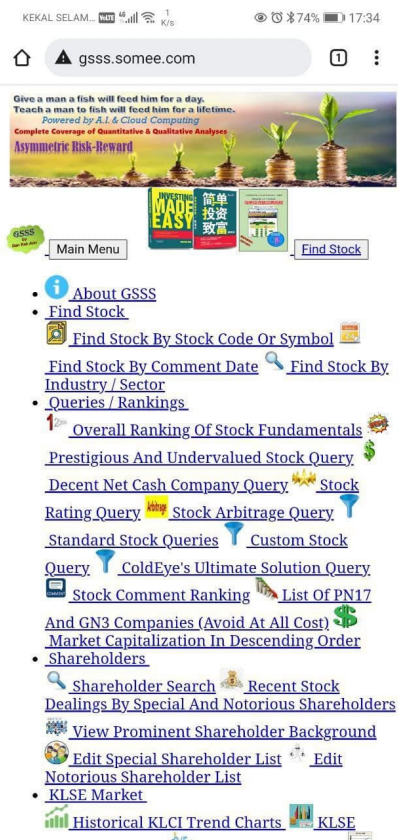 KEKAL SELAM... VoLTE 4G 1 K/s 74% 17:34
gsss.somee.com 1
Give a man a fish will feed him for a day.
Teach a man to fish will feed him for a lifetime.
Powered by A.I. & Cloud Computing
Complete Coverage of Quantitative & Qualitative Analyses
Asymmetric Risk-Reward
INVESTING
MADE
EASY
简单
投资
致富
GSSS
Main Menu
Find Stock
About GSSS
Find Stock
Find Stock By Stock Code Or Symbol
Find Stock By Comment Date Find Stock By
Industry / Sector
Queries / Rankings
Overall Ranking Of Stock Fundamentals
Prestigious And Undervalued Stock Query
Decent Net Cash Company Query Stock
Rating Query Arbitrage Stock Arbitrage Query
Standard Stock Queries Custom Stock
Query ColdEye's Ultimate Solution Query
COMMENT Stock Comment Ranking List Of PN17
And GN3 Companies (Avoid At All Cost)
Market Capitalization In Descending Order
Shareholders
Shareholder Search Recent Stock
Dealings By Special And Notorious Shareholders
View Prominent Shareholder Background
Edit Special Shareholder List Edit
Notorious Shareholder List
KLSE Market
Historical KLCI Trend Charts KLSE